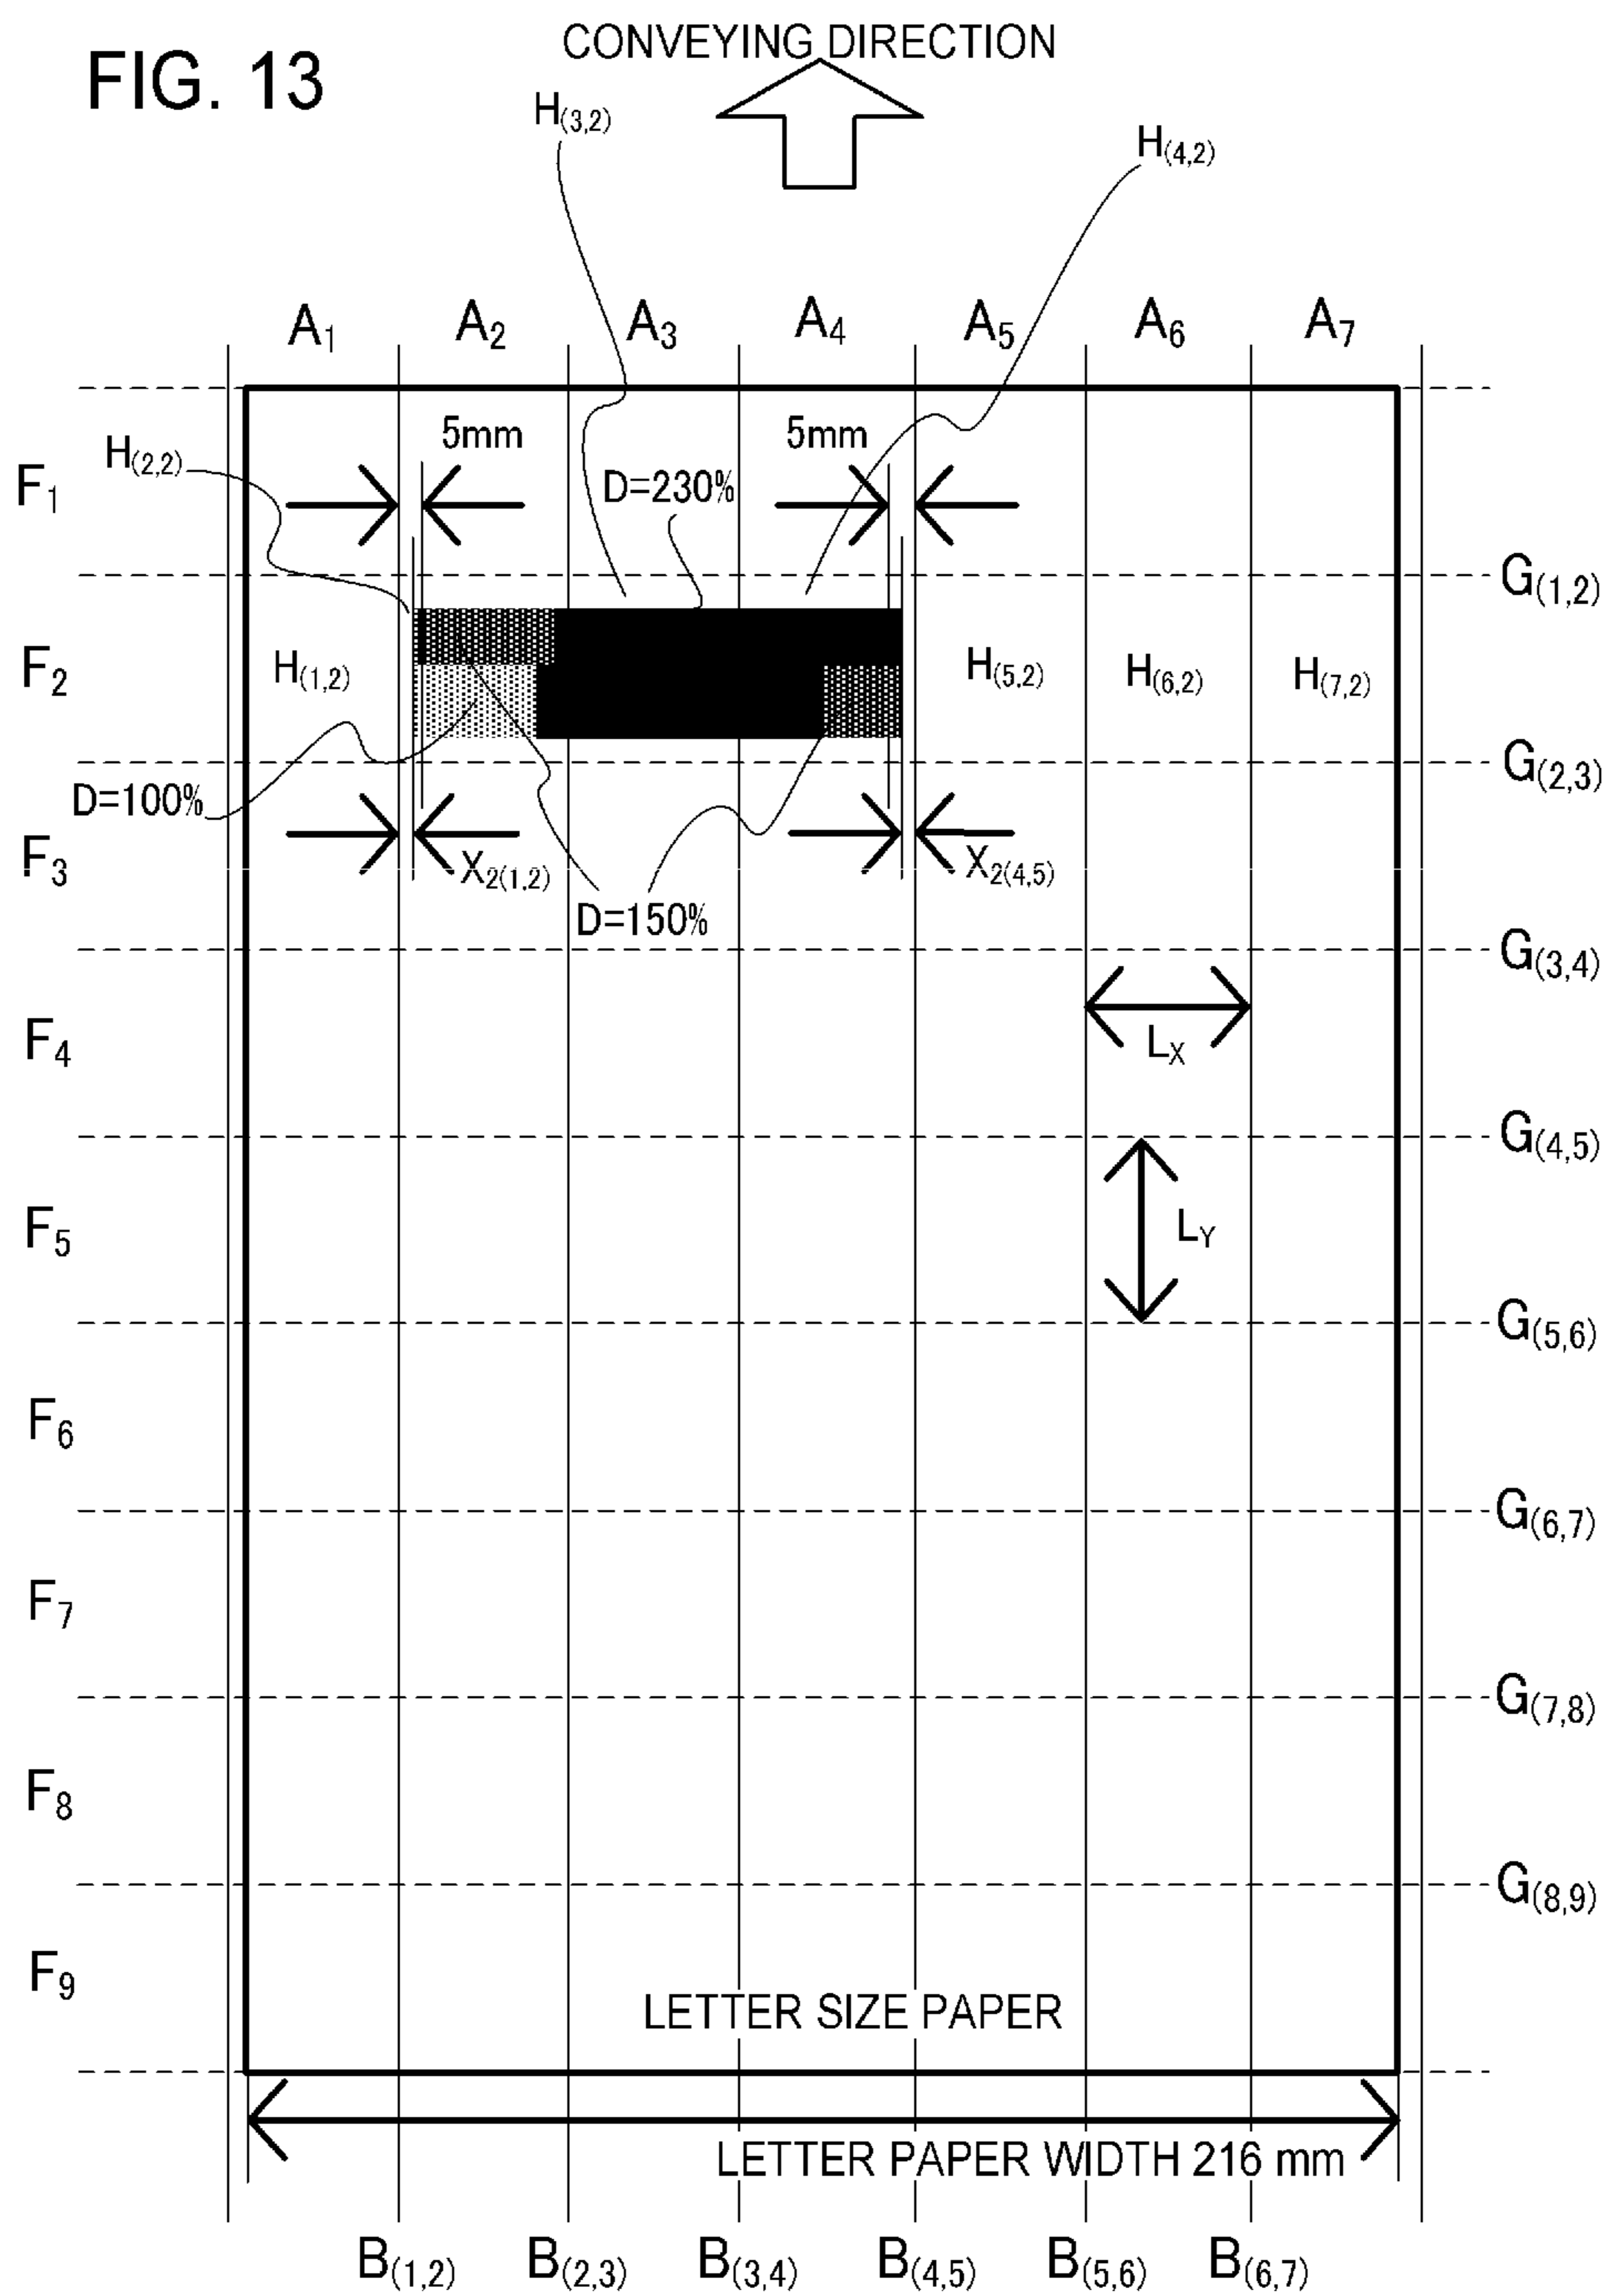 FIG. 13
CONVEYING DIRECTION
H(3,2)
H(4,2)
A1 A2 A3 A4 A5 A6 A7
H(2,2) 5mm 5mm
F1 D=230%
G(1,2)
F2 H(1,2) H(5,2) H(6,2) H(7,2)
G(2,3)
D=100%
F3 X2(1,2) X2(4,5)
D=150%
G(3,4)
F4 LX
G(4,5)
F5 LY
G(5,6)
F6
G(6,7)
F7
G(7,8)
F8
G(8,9)
F9
LETTER SIZE PAPER
LETTER PAPER WIDTH 216 mm
B(1,2) B(2,3) B(3,4) B(4,5) B(5,6) B(6,7)